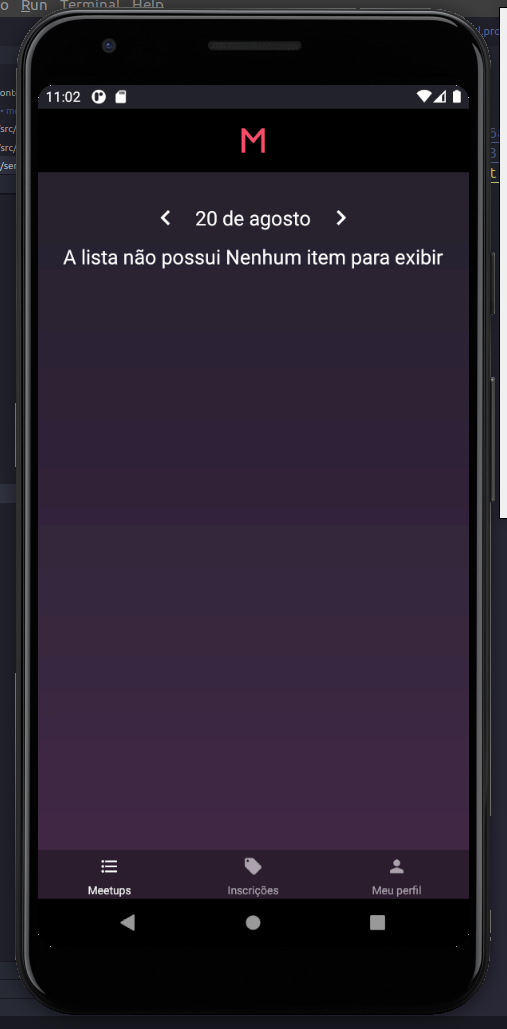 Run Terminal Help
11:02
M
20 de agosto
A lista não possui Nenhum item para exibir
Meetups
Inscrições
Meu perfil